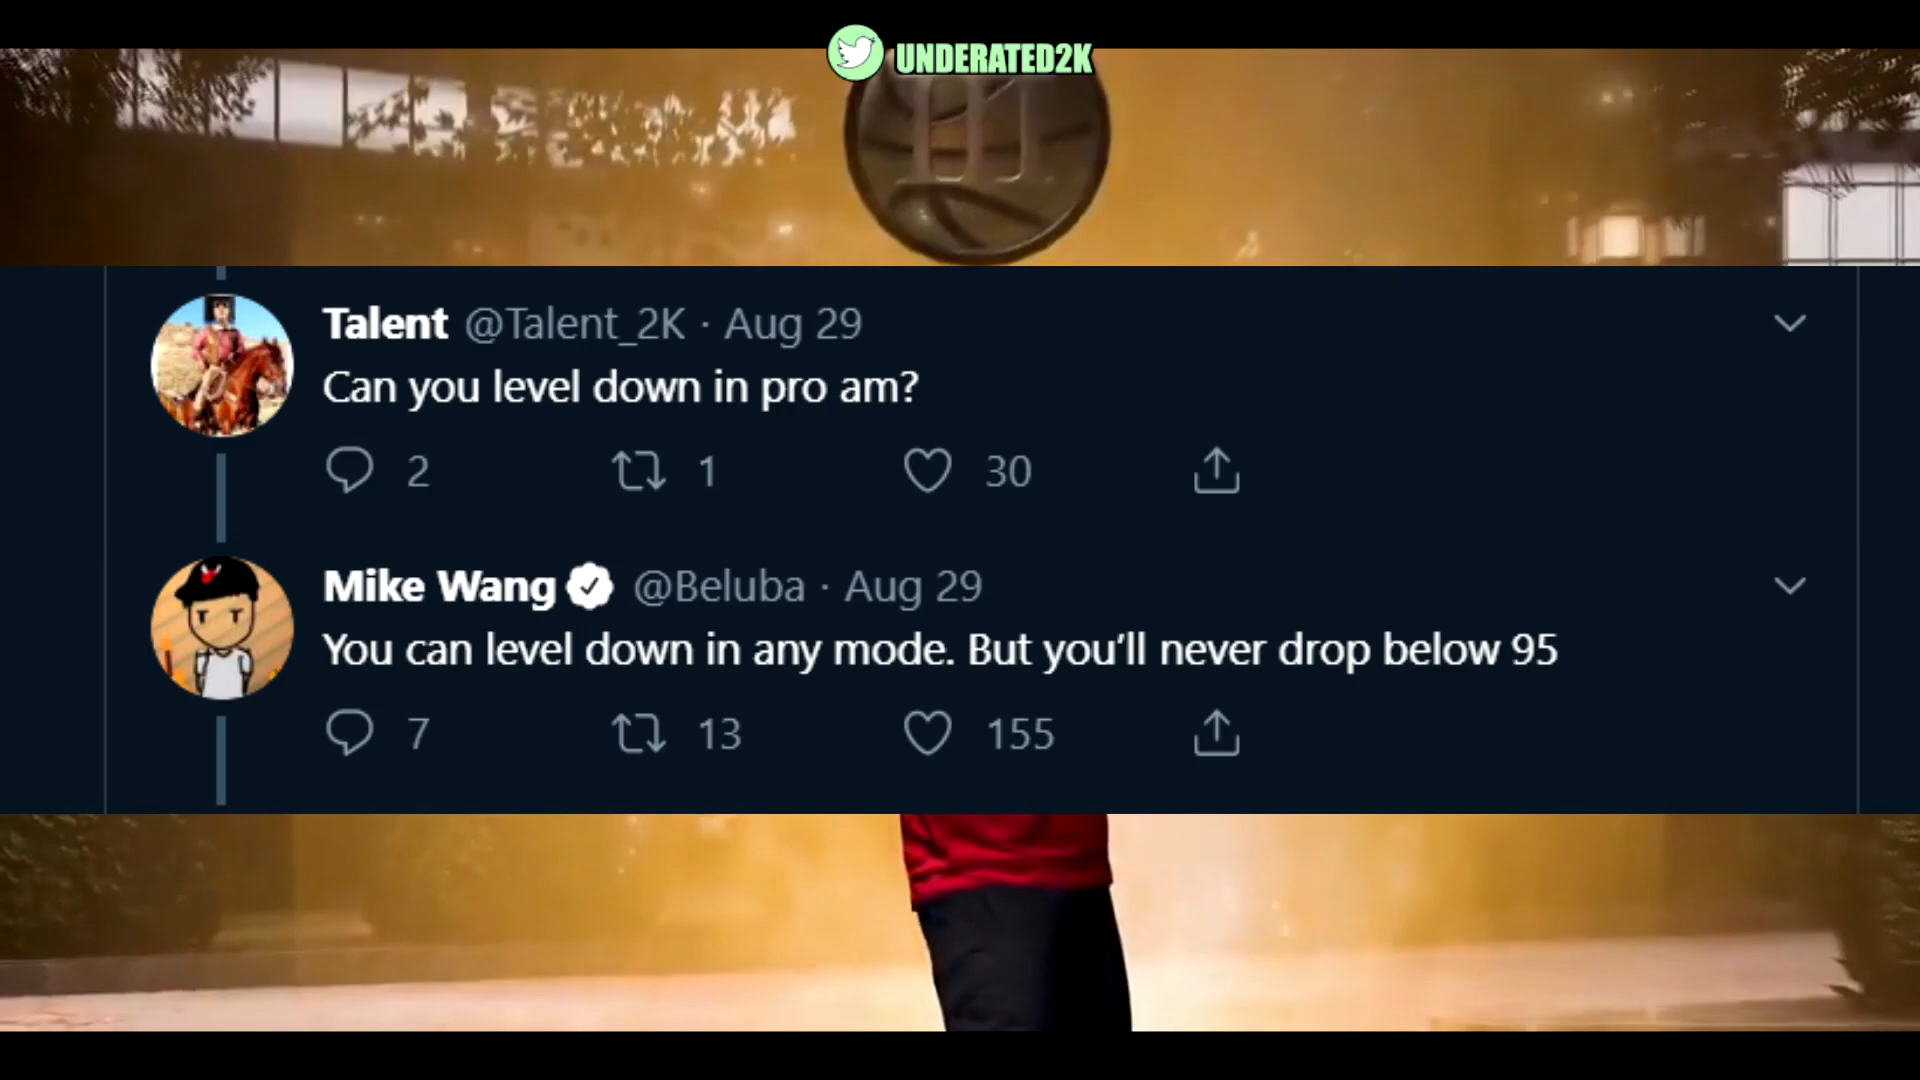 UNDERATED2K
Talent @Talent_2K · Aug 29
Can you level down in pro am?
2 1 30
Mike Wang @Beluba · Aug 29
You can level down in any mode. But you’ll never drop below 95
7 13 155